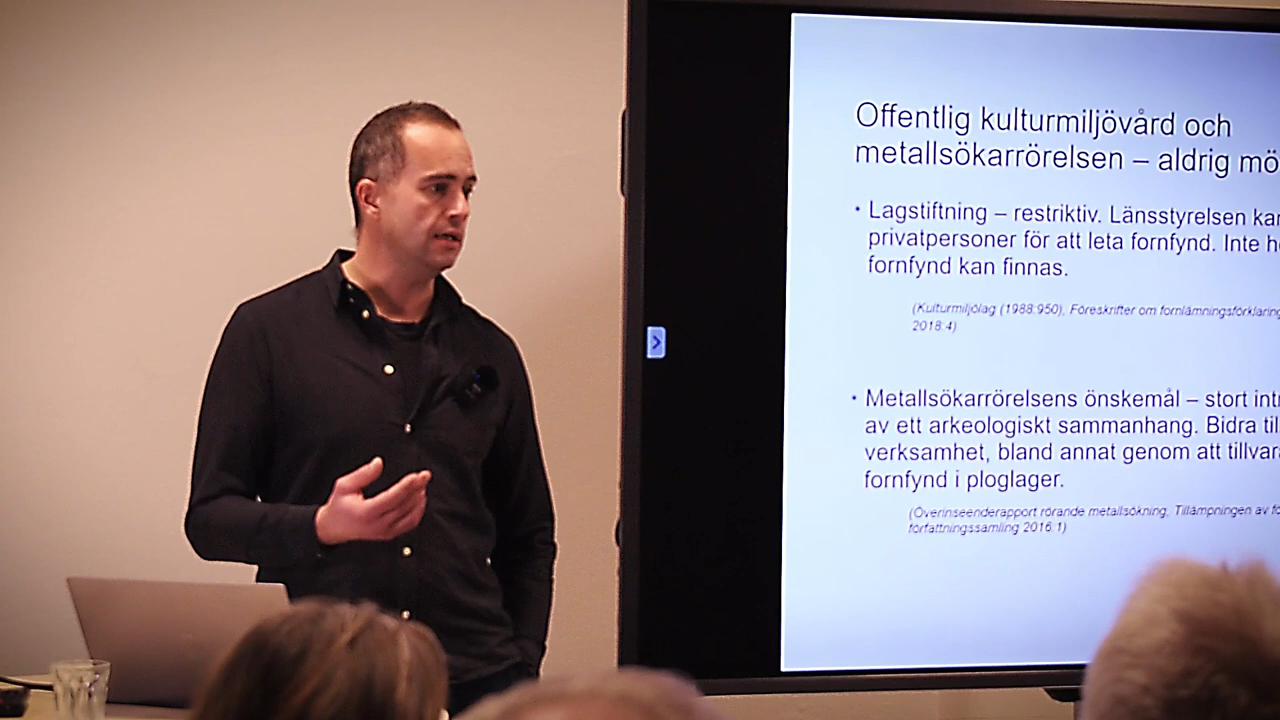 Offentlig kulturmiljövård och
metallsökarrörelsen – aldrig mö
• Lagstiftning – restriktiv. Länsstyrelsen kan
privatpersoner för att leta fornfynd. Inte h
fornfynd kan finnas.
(Kulturmiljölag (1988:950), Föreskrifter om fornlämningsförklaring
2018:4)
• Metallsökarrörelsens önskemål – stort int
av ett arkeologiskt sammanhang. Bidra til
verksamhet, bland annat genom att tillvar
fornfynd i ploglager.
(Överinseenderapport rörande metallsökning, Tillämpningen av fö
författningssamling 2016:1)